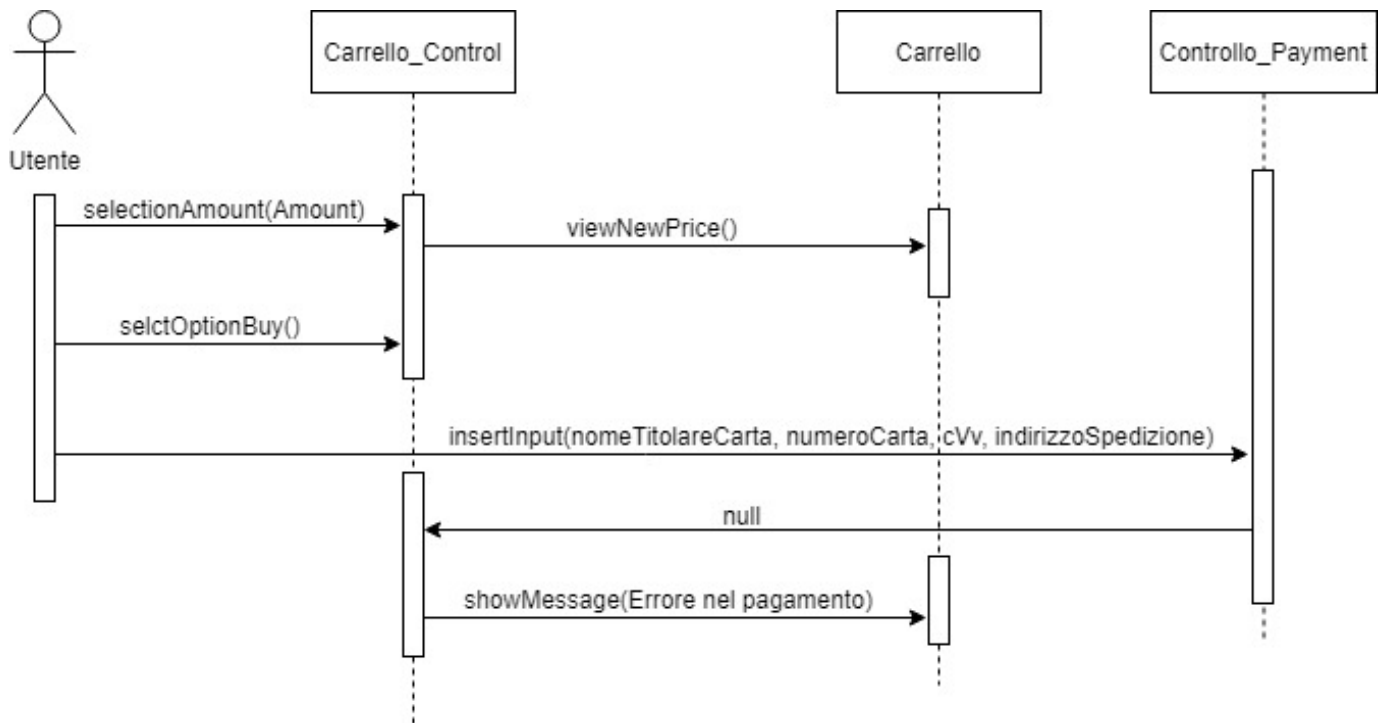 Utente
Carrello_Control
Carrello
Controllo_Payment
selectionAmount(Amount)
viewNewPrice()
selctOptionBuy()
insertInput(nomeTitolareCarta, numeroCarta, cVv, indirizzoSpedizione)
null
showMessage(Errore nel pagamento)